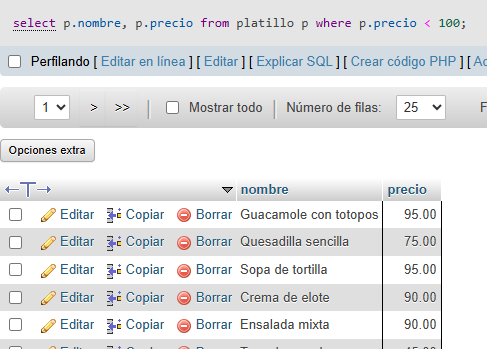 select p.nombre, p.precio from platillo p where p.precio < 100;
Perfilando [ Editar en línea ] [ Editar ] [ Explicar SQL ] [ Crear código PHP ] [
1 > >> Mostrar todo Número de filas: 25
Opciones extra
nombre precio
Editar Copiar Borrar Guacamole con totopos 95.00
Editar Copiar Borrar Quesadilla sencilla 75.00
Editar Copiar Borrar Sopa de tortilla 95.00
Editar Copiar Borrar Crema de elote 90.00
Editar Copiar Borrar Ensalada mixta 90.00